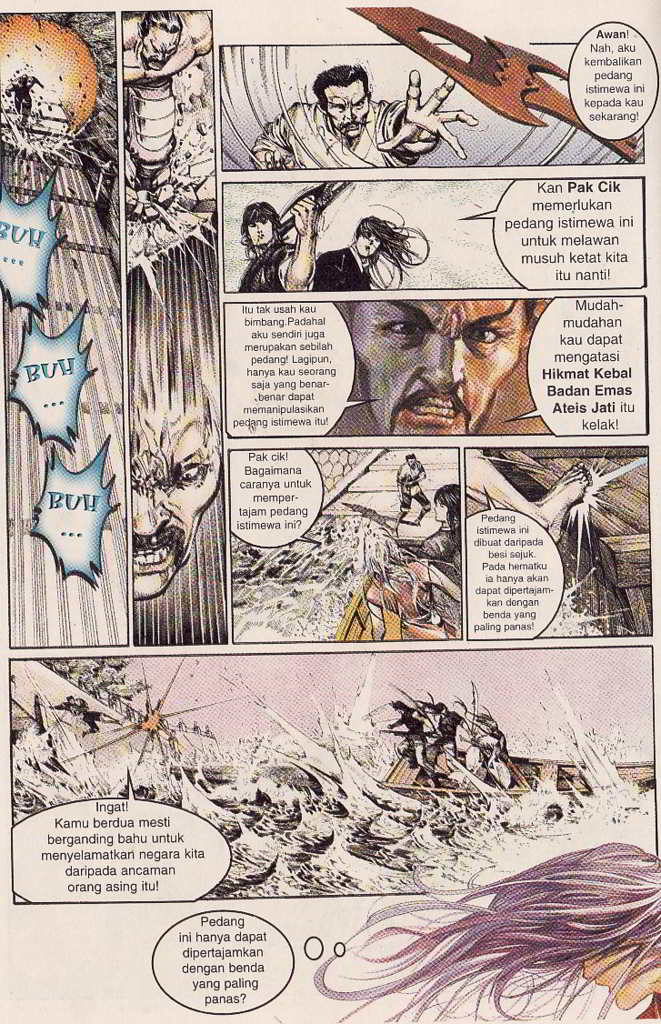 BUH
...
BUH
...
BUH
...
Awan!
Nah, aku
kembalikan
pedang
istimewa ini
kepada kau
sekarang!
Kan Pak Cik
memerlukan
pedang istimewa ini
untuk melawan
musuh ketat kita
itu nanti!
Itu tak usah kau
bimbang.Padahal
aku sendiri juga
merupakan sebilah
pedang! Lagipun,
hanya kau seorang
saja yang benar-
benar dapat
memanipulasikan
pedang istimewa itu!
Mudah-
mudahan
kau dapat
mengatasi
Hikmat Kebal
Badan Emas
Ateis Jati itu
kelak!
Pak cik!
Bagaimana
caranya untuk
memper-
tajam pedang
istimewa ini?
Pedang
istimewa ini
dibuat daripada
besi sejuk.
Pada hematku
ia hanya akan
dapat dipertajam-
kan dengan
benda yang
paling panas!
Ingat!
Kamu berdua mesti
berganding bahu untuk
menyelamatkan negara kita
daripada ancaman
orang asing itu!
Pedang
ini hanya dapat
dipertajamkan
dengan benda
yang paling
panas?